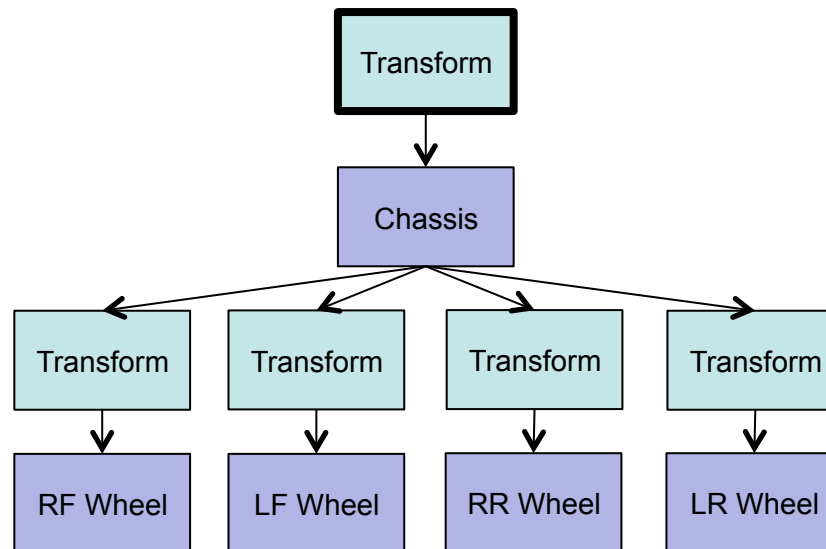 Transform
Chassis
Transform
Transform
Transform
Transform
RF Wheel
LF Wheel
RR Wheel
LR Wheel